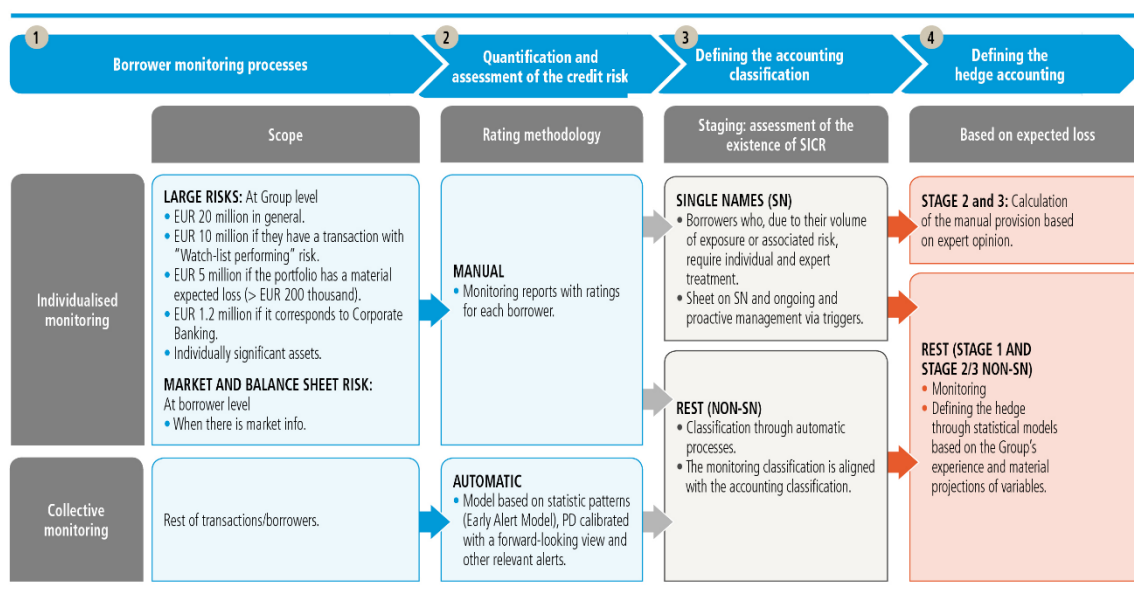 1
Borrower monitoring processes
2
Quantification and
assessment of the credit risk
3
Defining the accounting
classification
4
Defining the
hedge accounting
Scope
Rating methodology
Staging: assessment of the
existence of SICR
Based on expected loss
Individualised
monitoring
LARGE RISKS: At Group level
• EUR 20 million in general.
• EUR 10 million if they have a transaction with
"Watch-list performing" risk.
• EUR 5 million if the portfolio has a material
expected loss (> EUR 200 thousand).
• EUR 1.2 million if it corresponds to Corporate
Banking.
• Individually significant assets.
MARKET AND BALANCE SHEET RISK:
At borrower level
• When there is market info.
MANUAL
• Monitoring reports with ratings
for each borrower.
SINGLE NAMES (SN)
• Borrowers who, due to their volume
of exposure or associated risk,
require individual and expert
treatment.
• Sheet on SN and ongoing and
proactive management via triggers.
STAGE 2 and 3: Calculation
of the manual provision based
on expert opinion.
REST (NON-SN)
• Classification through automatic
processes.
• The monitoring classification is aligned
with the accounting classification.
REST (STAGE 1 AND
STAGE 2/3 NON-SN)
• Monitoring
• Defining the hedge
through statistical models
based on the Group's
experience and material
projections of variables.
Collective
monitoring
Rest of transactions/borrowers.
AUTOMATIC
• Model based on statistic patterns
(Early Alert Model), PD calibrated
with a forward-looking view and
other relevant alerts.